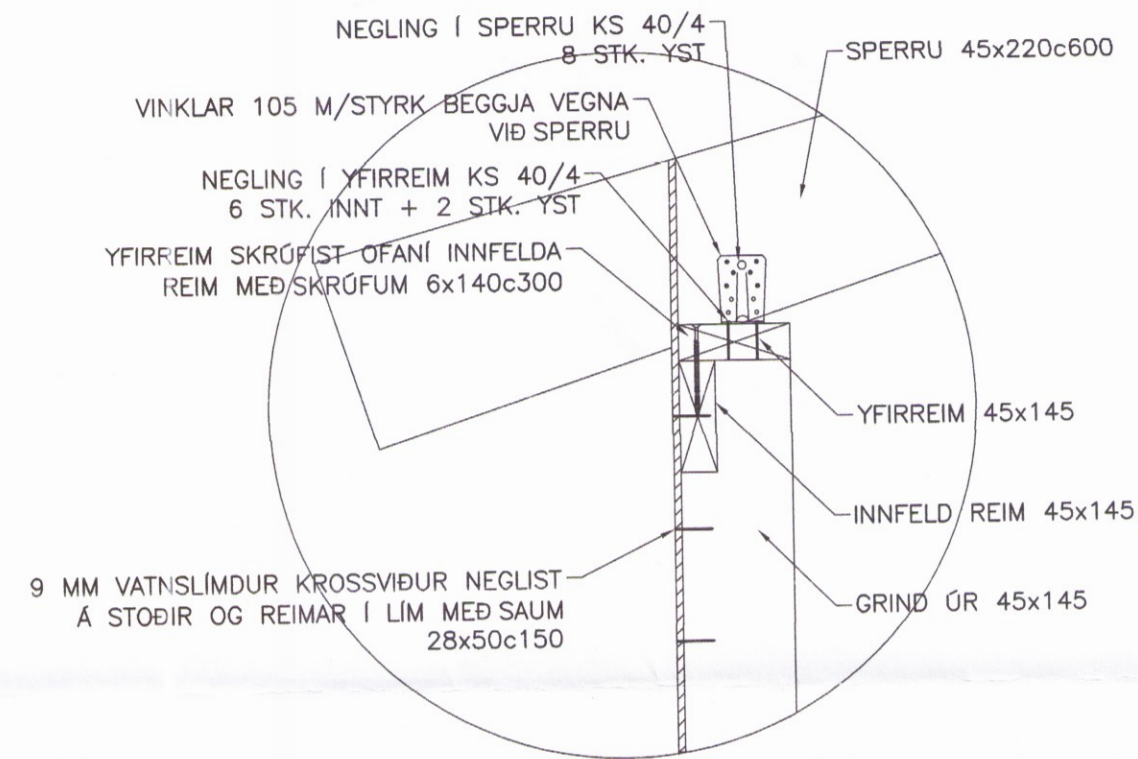 NEGLING Í SPERRU KS 40/4
8 STK. YST
SPERRU 45x220c600
VINKLAR 105 M/STYRK BEGGJA VEGNA
VIÐ SPERRU
NEGLING Í YFIRREIM KS 40/4
6 STK. INNT + 2 STK. YST
YFIRREIM SKRÚFIST OFANÍ INNFELDA
REIM MEÐ SKRÚFUM 6x140c300
YFIRREIM 45x145
INNFELD REIM 45x145
9 MM VATNSLÍMDUR KROSSVIÐUR NEGLIST
Á STOÐIR OG REIMAR Í LÍM MEÐ SAUM
28x50c150
GRIND ÚR 45x145